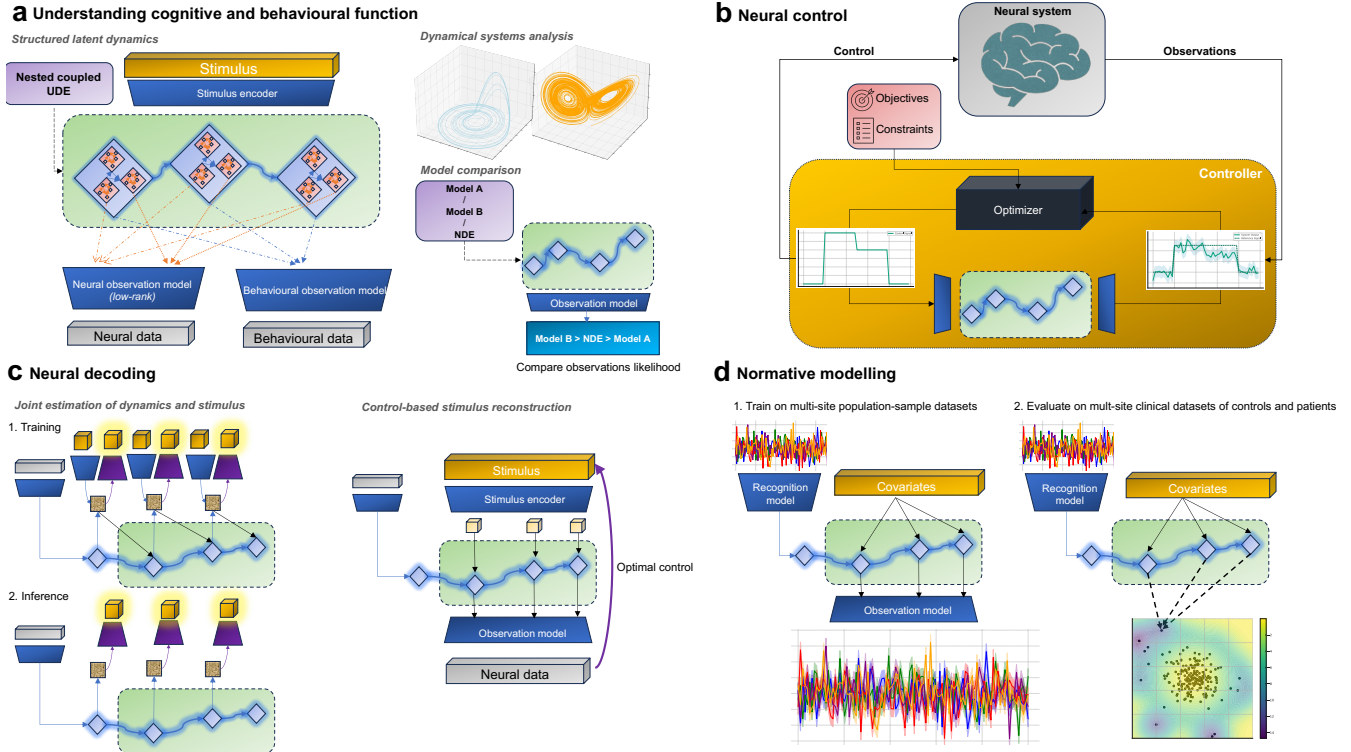 a Understanding cognitive and behavioural function
Structured latent dynamics
Nested coupled
UDE
Stimulus
Stimulus encoder
Neural observation model
(low-rank)
Behavioural observation model
Neural data
Behavioural data
Dynamical systems analysis
Model comparison
Model A
/
Model B
/
NDE
Observation model
Model B > NDE > Model A
Compare observations likelihood
b Neural control
Neural system
Control
Observations
Objectives
Constraints
Controller
Optimizer
c Neural decoding
Joint estimation of dynamics and stimulus
1. Training
2. Inference
Control-based stimulus reconstruction
Stimulus
Stimulus encoder
Optimal control
Observation model
Neural data
d Normative modelling
1. Train on multi-site population-sample datasets
Recognition
model
Covariates
Observation model
2. Evaluate on mult-site clinical datasets of controls and patients
Recognition
model
Covariates